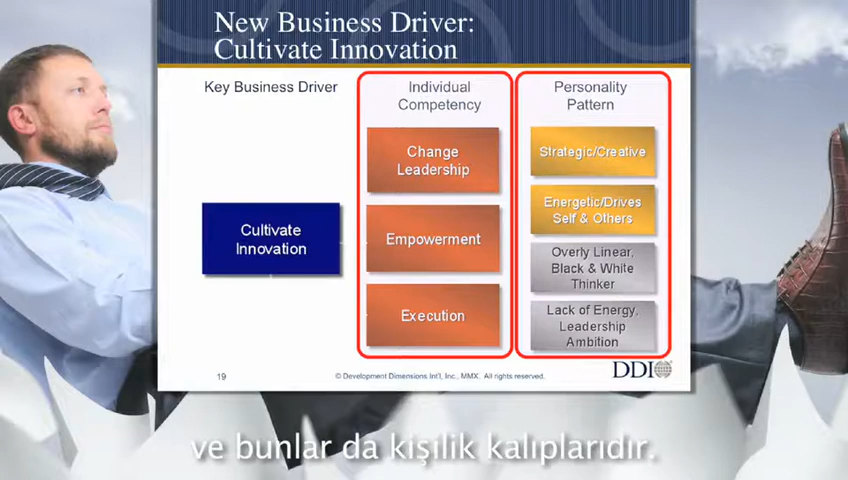 New Business Driver:
Cultivate Innovation
Key Business Driver
Individual
Competency
Personality
Pattern
Cultivate
Innovation
Change
Leadership
Empowerment
Execution
Strategic/Creative
Energetic/Drives
Self & Others
Overly Linear,
Black & White
Thinker
Lack of Energy,
Leadership
Ambition
19
© Development Dimensions Int'l, Inc., MMX. All rights reserved.
DDI
ve bunlar da kişilik kalıplarıdır.